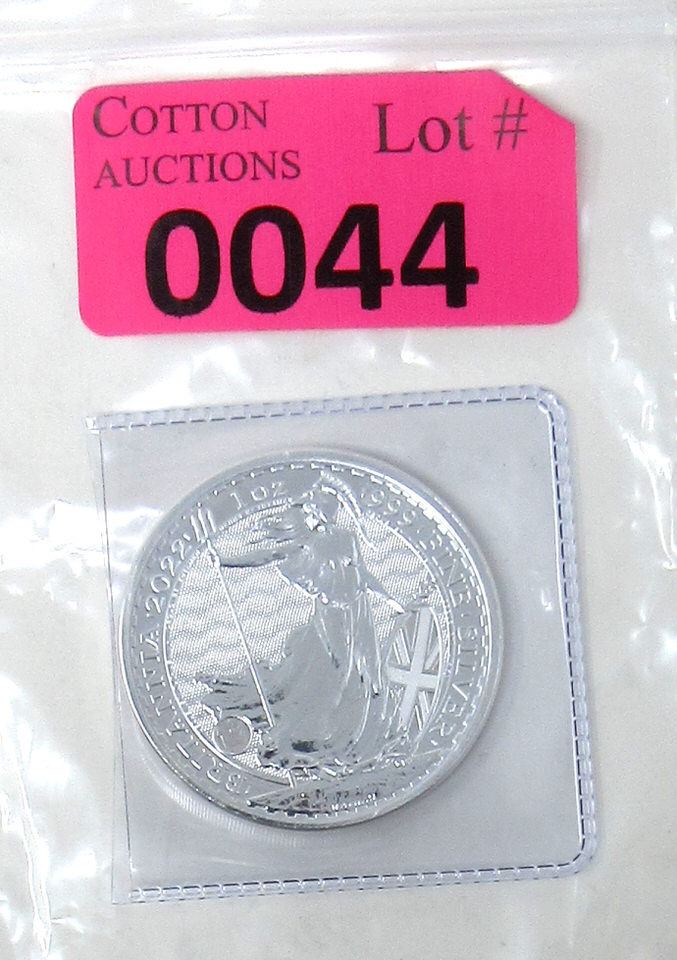 COTTON
AUCTIONS
Lot #
0044
BRITANNIA 2022 1 OZ 999 FINE SILVER